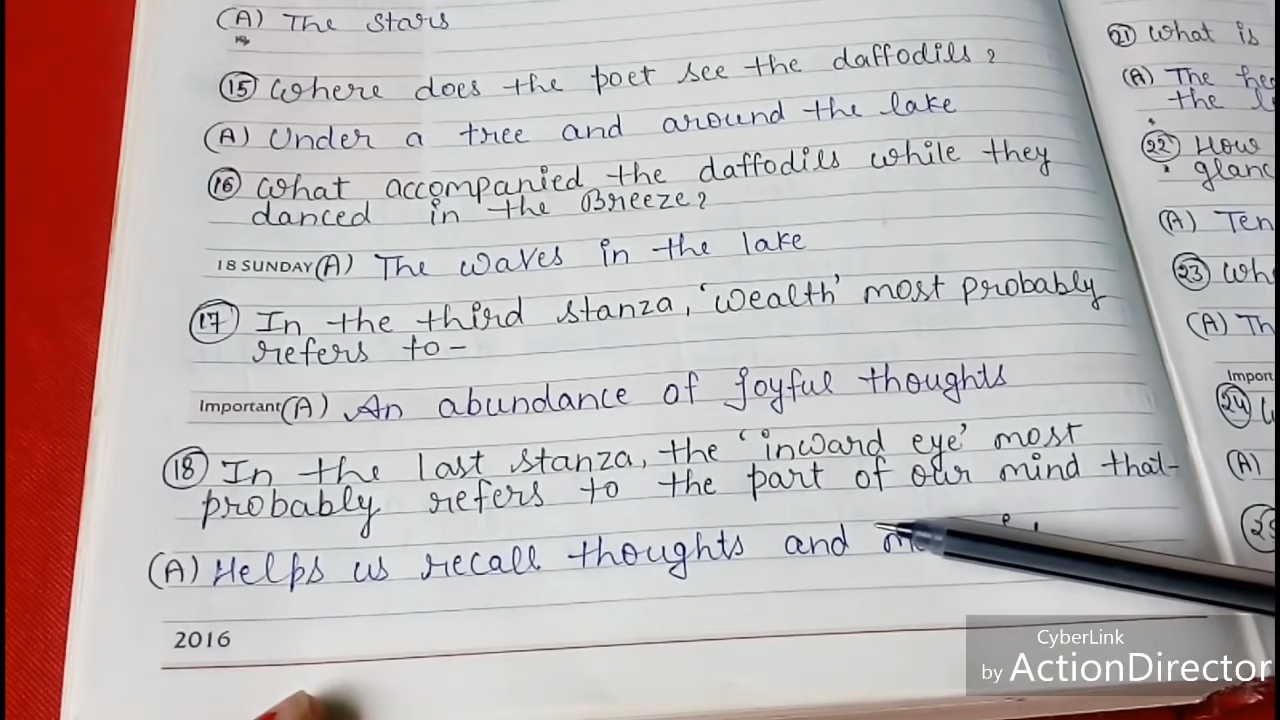 (A) The stars
15 Where does the poet see the daffodils?
(A) Under a tree and around the lake
16 What accompanied the daffodils while they
danced in the Breeze?
18 SUNDAY (A) The waves in the lake
17 In the third stanza, 'wealth' most probably
refers to -
Important (A) An abundance of joyful thoughts
18 In the last stanza, the 'inward eye' most
probably refers to the part of our mind that-
(A) Helps us recall thoughts and
2016
21 What is
(A) The
the
22 How
(A) Ten
23
(A)
24
(A)
CyberLink
by ActionDirector